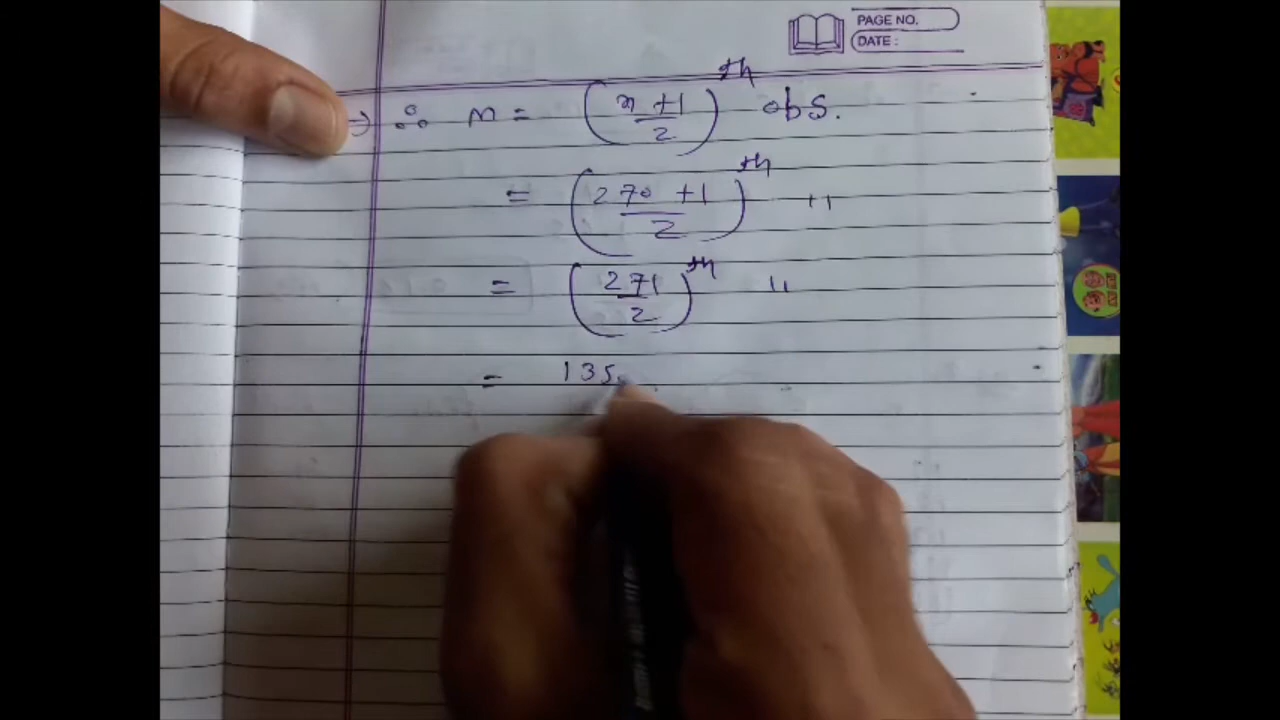 PAGE NO.
DATE :
⇒ ∴ M = (n+1/2)th obs.
= (270+1/2)th "
= (271/2)th "
= 135.